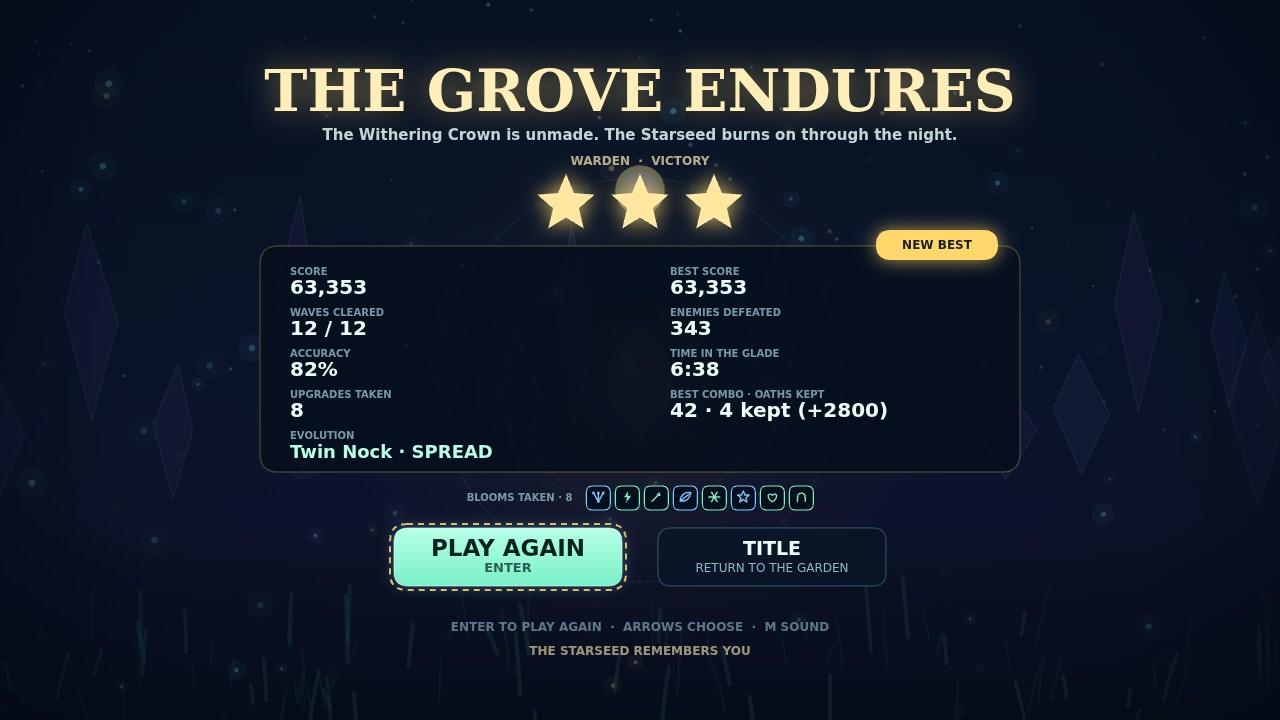 THE GROVE ENDURES
The Withering Crown is unmade. The Starseed burns on through the night.
WARDEN · VICTORY
NEW BEST
SCORE
63,353
BEST SCORE
63,353
WAVES CLEARED
12 / 12
ENEMIES DEFEATED
343
ACCURACY
82%
TIME IN THE GLADE
6:38
UPGRADES TAKEN
8
BEST COMBO · OATHS KEPT
42 · 4 kept (+2800)
EVOLUTION
Twin Nock · SPREAD
BLOOMS TAKEN · 8
PLAY AGAIN
ENTER
TITLE
RETURN TO THE GARDEN
ENTER TO PLAY AGAIN · ARROWS CHOOSE · M SOUND
THE STARSEED REMEMBERS YOU